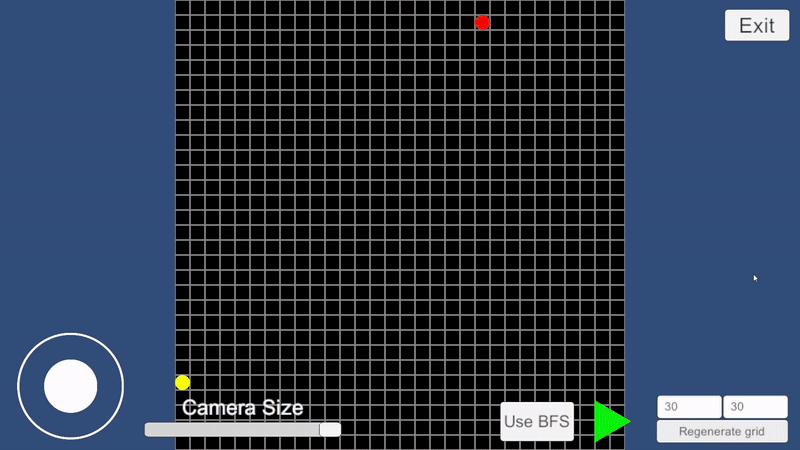 Exit
Camera Size
Use BFS
30 30
Regenerate grid